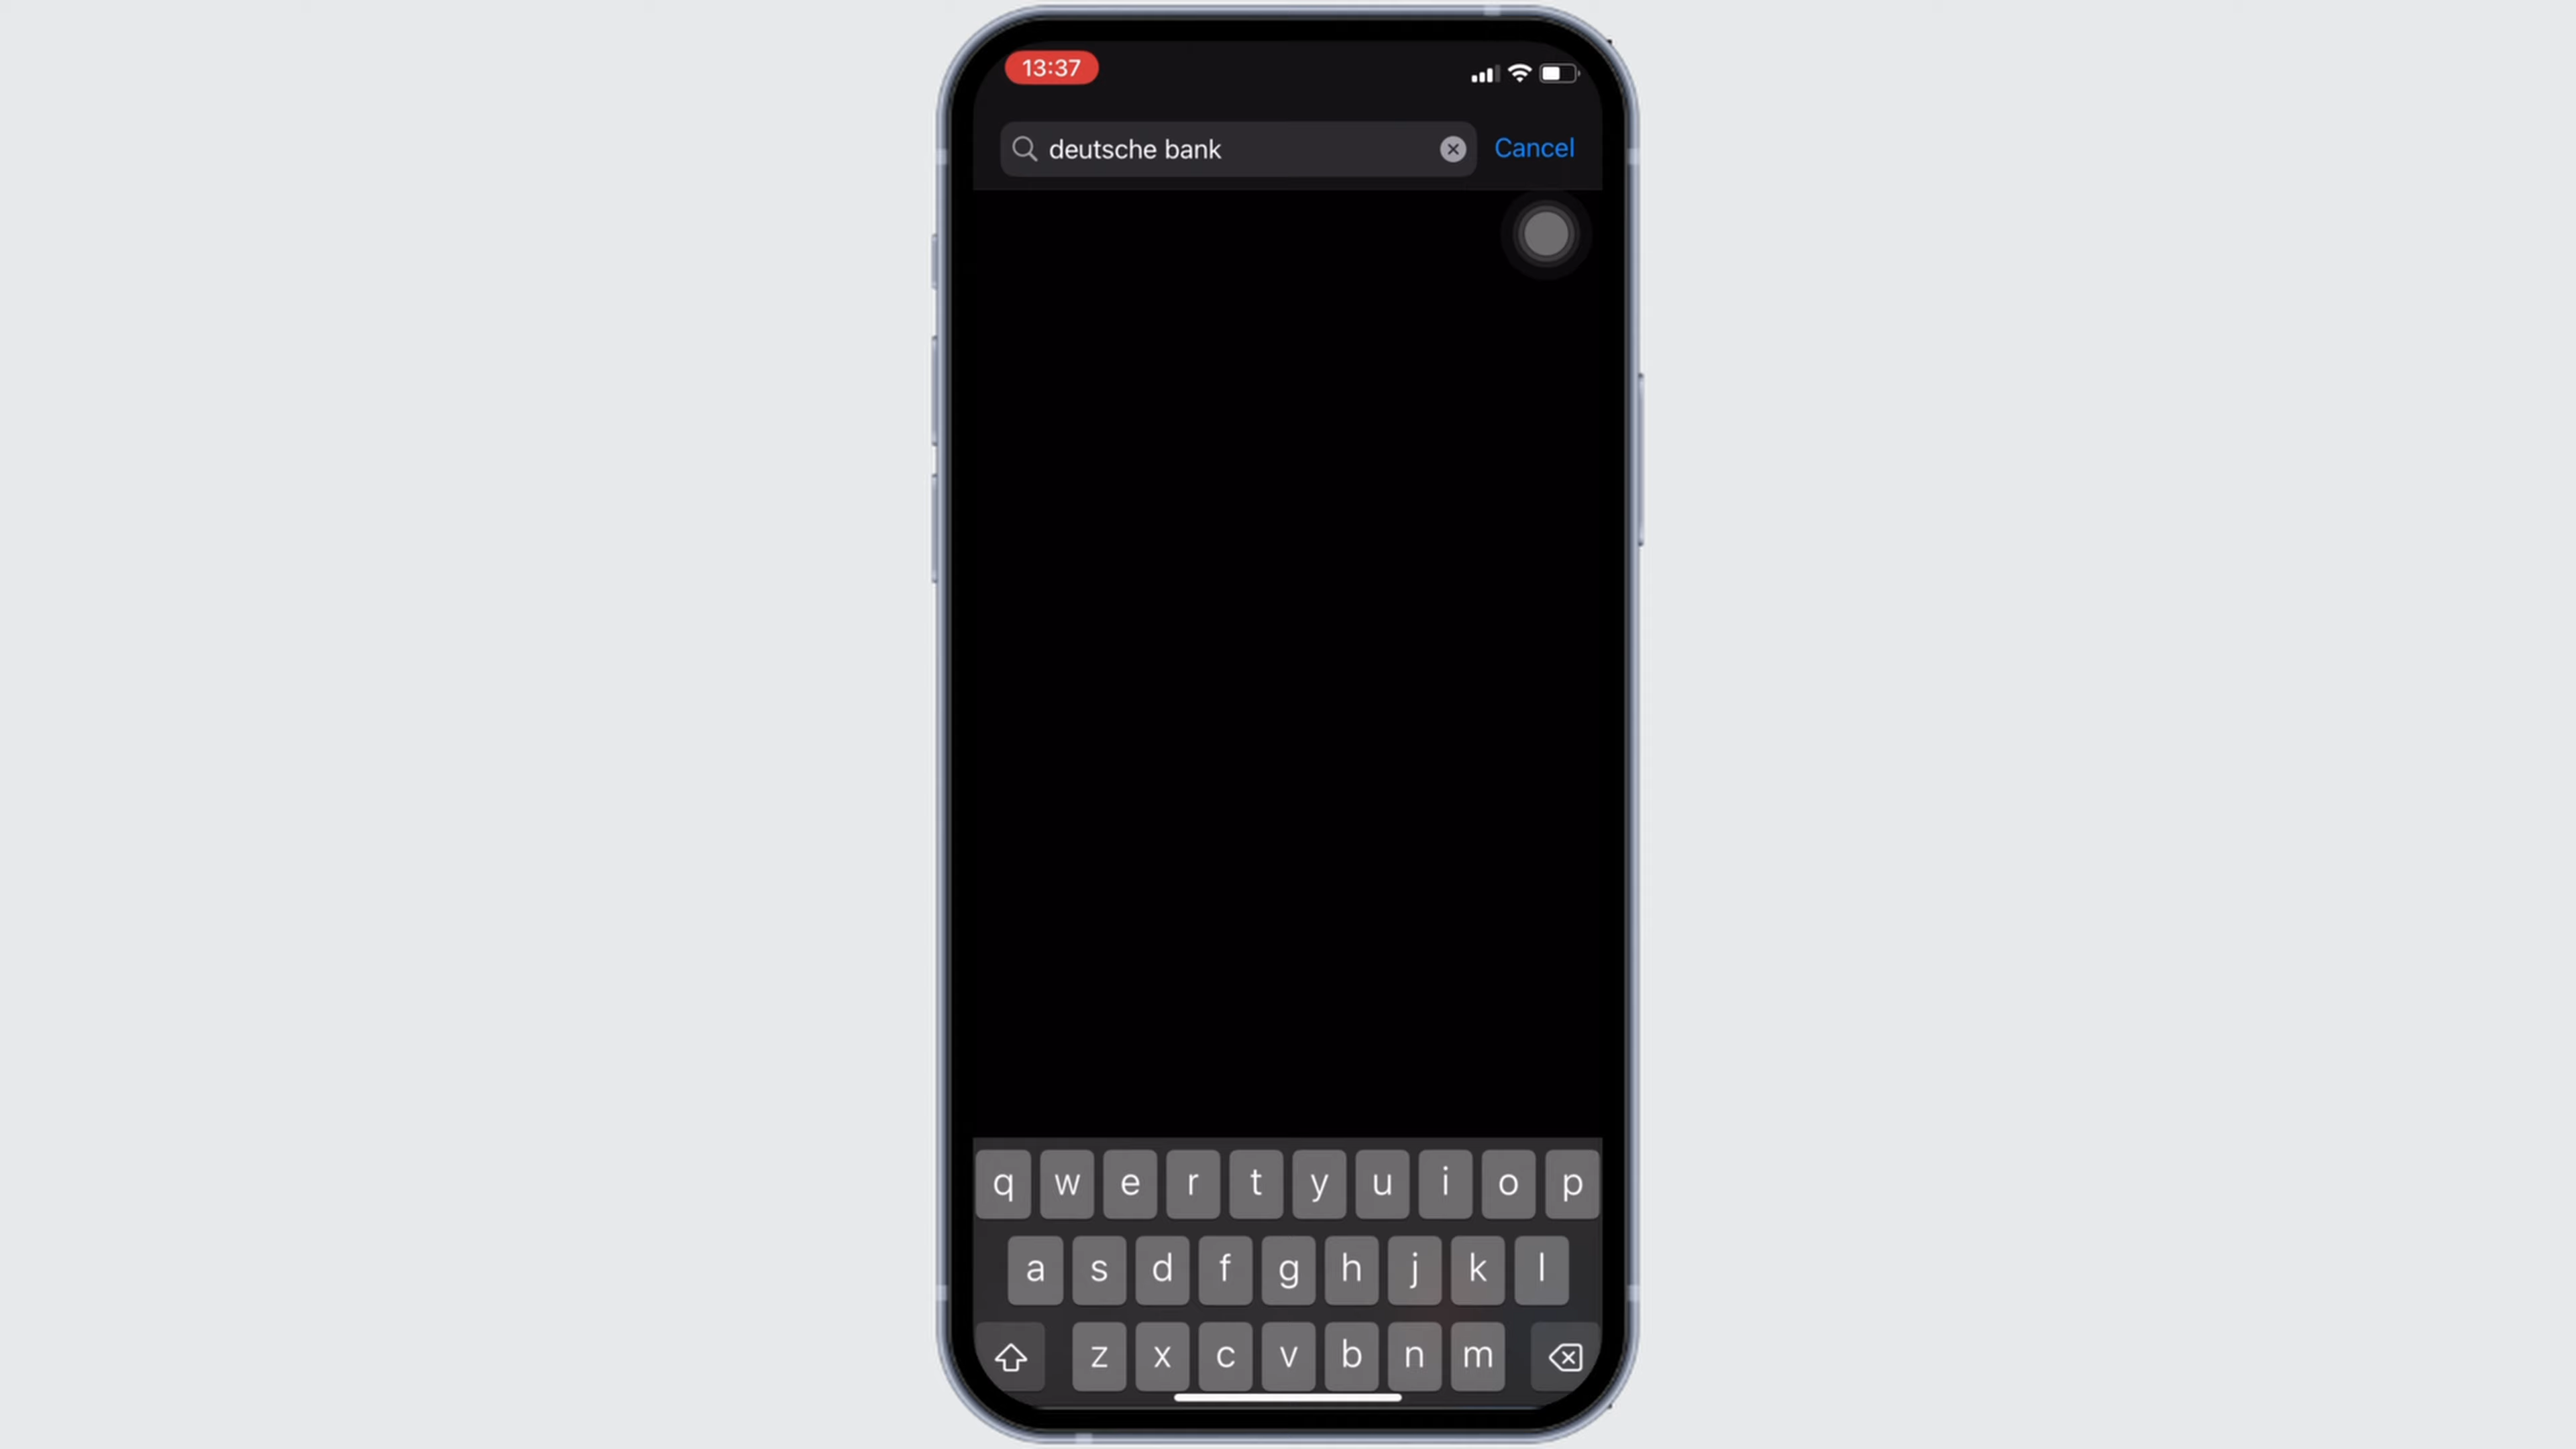 13:37
deutsche bank
Cancel
q w e r t y u i o p
a s d f g h j k l
z x c v b n m